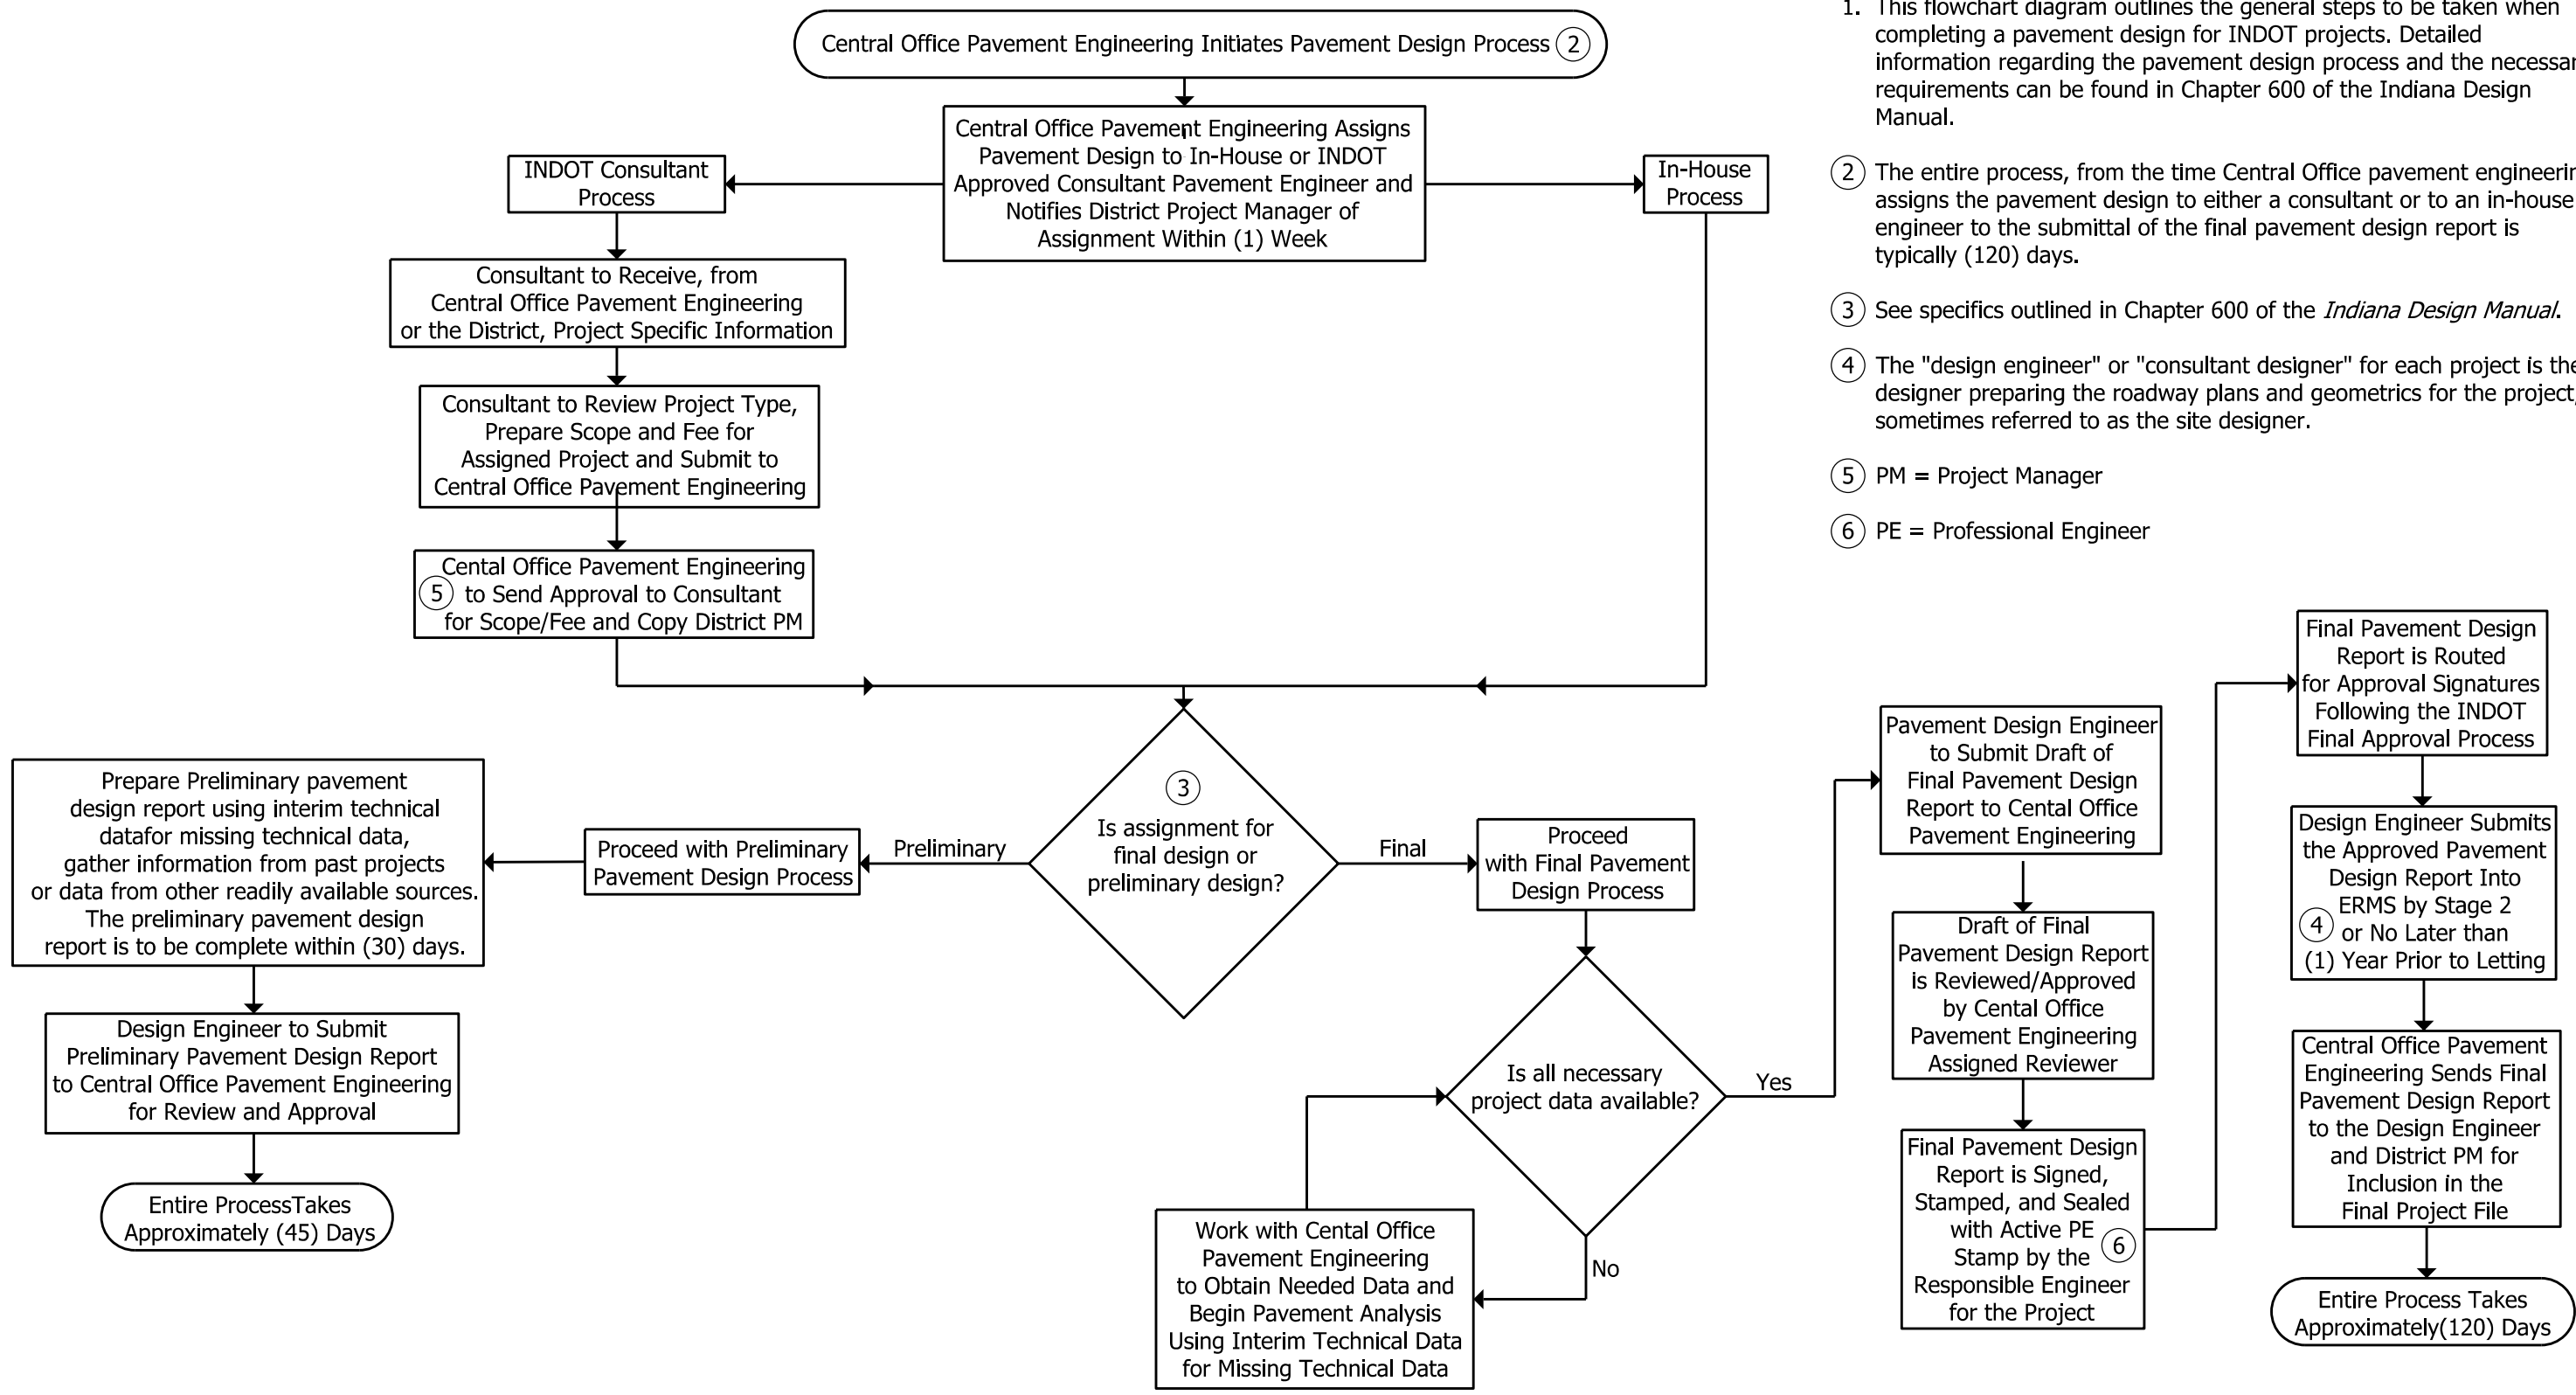 Central Office Pavement Engineering Initiates Pavement Design Process 2
Central Office Pavement Engineering Assigns
Pavement Design to In-House or INDOT
Approved Consultant Pavement Engineer and
Notifies District Project Manager of
Assignment Within (1) Week
INDOT Consultant
Process
In-House
Process
Consultant to Receive, from
Central Office Pavement Engineering
or the District, Project Specific Information
Consultant to Review Project Type,
Prepare Scope and Fee for
Assigned Project and Submit to
Central Office Pavement Engineering
Cental Office Pavement Engineering
5 to Send Approval to Consultant
for Scope/Fee and Copy District PM
3
Is assignment for
final design or
preliminary design?
Preliminary
Final
Proceed with Preliminary
Pavement Design Process
Prepare Preliminary pavement
design report using interim technical
datafor missing technical data,
gather information from past projects
or data from other readily available sources.
The preliminary pavement design
report is to be complete within (30) days.
Design Engineer to Submit
Preliminary Pavement Design Report
to Central Office Pavement Engineering
for Review and Approval
Entire ProcessTakes
Approximately (45) Days
Proceed
with Final Pavement
Design Process
Is all necessary
project data available?
Yes
No
Work with Cental Office
Pavement Engineering
to Obtain Needed Data and
Begin Pavement Analysis
Using Interim Technical Data
for Missing Technical Data
Pavement Design Engineer
to Submit Draft of
Final Pavement Design
Report to Cental Office
Pavement Engineering
Draft of Final
Pavement Design Report
is Reviewed/Approved
by Cental Office
Pavement Engineering
Assigned Reviewer
Final Pavement Design
Report is Signed,
Stamped, and Sealed
with Active PE
Stamp by the 6
Responsible Engineer
for the Project
Final Pavement Design
Report is Routed
for Approval Signatures
Following the INDOT
Final Approval Process
Design Engineer Submits
the Approved Pavement
Design Report Into
ERMS by Stage 2
4 or No Later than
(1) Year Prior to Letting
Central Office Pavement
Engineering Sends Final
Pavement Design Report
to the Design Engineer
and District PM for
Inclusion in the
Final Project File
Entire Process Takes
Approximately(120) Days
1. This flowchart diagram outlines the general steps to be taken when
completing a pavement design for INDOT projects. Detailed
information regarding the pavement design process and the
requirements can be found in Chapter 600 of the Indiana Design
Manual.
2 The entire process, from the time Central Office pavement
assigns the pavement design to either a consultant or to an in-house
engineer to the submittal of the final pavement design report is
typically (120) days.
3 See specifics outlined in Chapter 600 of the Indiana Design Manual.
4 The "design engineer" or "consultant designer" for each project is the
designer preparing the roadway plans and geometrics for the project,
sometimes referred to as the site designer.
5 PM = Project Manager
6 PE = Professional Engineer